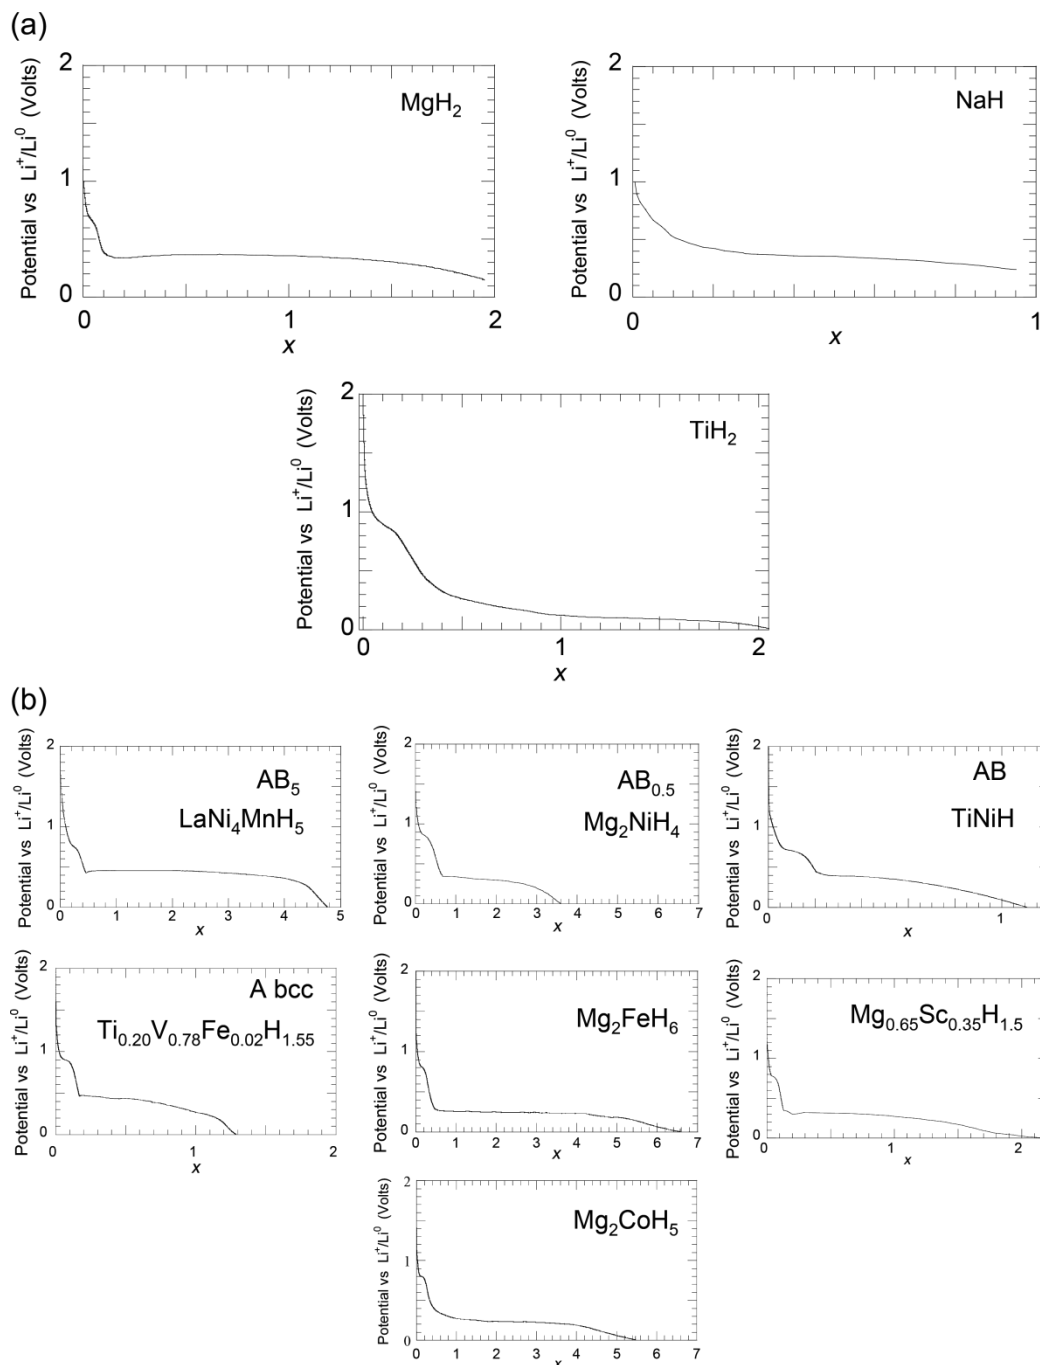 (a)
2
1
0
Potential vs Li⁺/Li⁰ (Volts)
MgH₂
0 1 2
x
2
1
0
Potential vs Li⁺/Li⁰ (Volts)
NaH
0 1
x
2
1
0
Potential vs Li⁺/Li⁰ (Volts)
TiH₂
0 1 2
x
(b)
2
1
0
Potential vs Li⁺/Li⁰ (Volts)
AB₅
LaNi₄MnH₅
0 1 2 3 4 5
x
2
1
0
Potential vs Li⁺/Li⁰ (Volts)
AB₀.₅
Mg₂NiH₄
0 1 2 3 4 5 6 7
x
2
1
0
Potential vs Li⁺/Li⁰ (Volts)
AB
TiNiH
0 1
x
2
1
0
Potential vs Li⁺/Li⁰ (Volts)
A bcc
Ti₀.₂₀V₀.₇₈Fe₀.₀₂H₁.₅₅
0 1 2
x
2
1
0
Potential vs Li⁺/Li⁰ (Volts)
Mg₂FeH₆
0 1 2 3 4 5 6 7
x
2
1
0
Potential vs Li⁺/Li⁰ (Volts)
Mg₀.₆₅Sc₀.₃₅H₁.₅
0 1 2
x
2
1
0
Potential vs Li⁺/Li⁰ (Volts)
Mg₂CoH₅
0 1 2 3 4 5 6 7
x